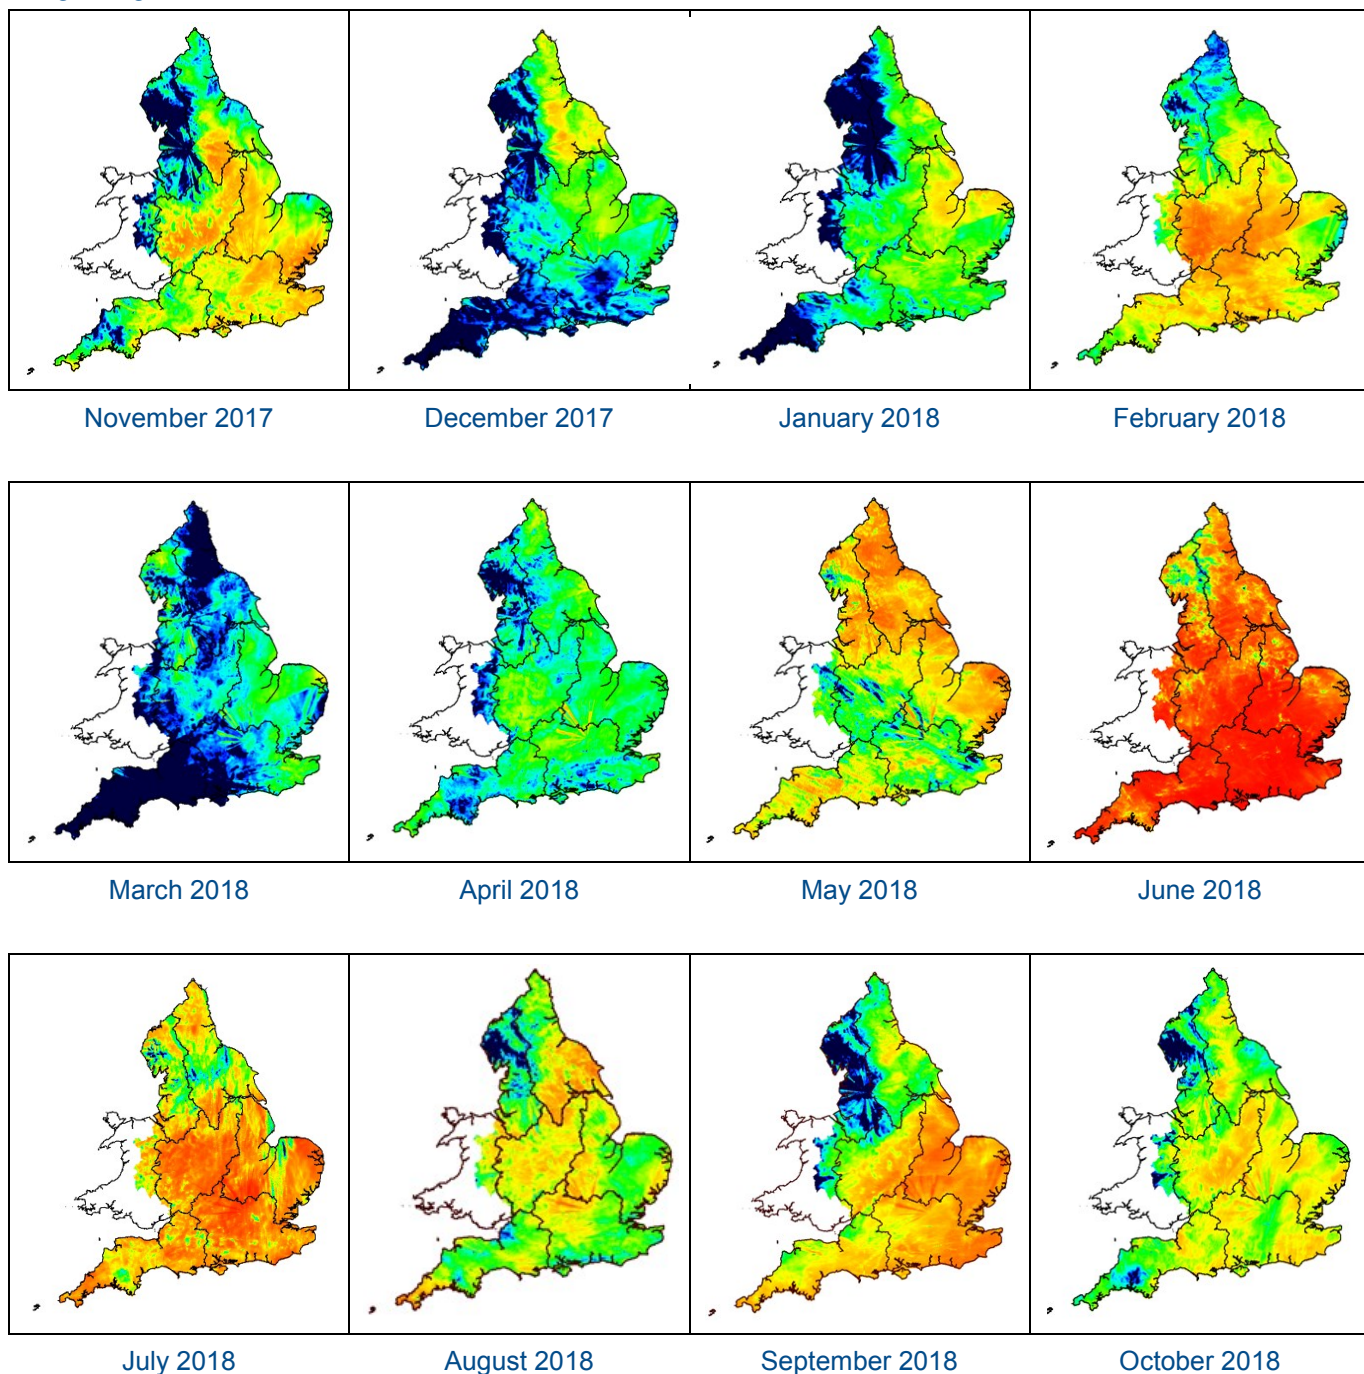 November 2017
December 2017
January 2018
February 2018
March 2018
April 2018
May 2018
June 2018
July 2018
August 2018
September 2018
October 2018